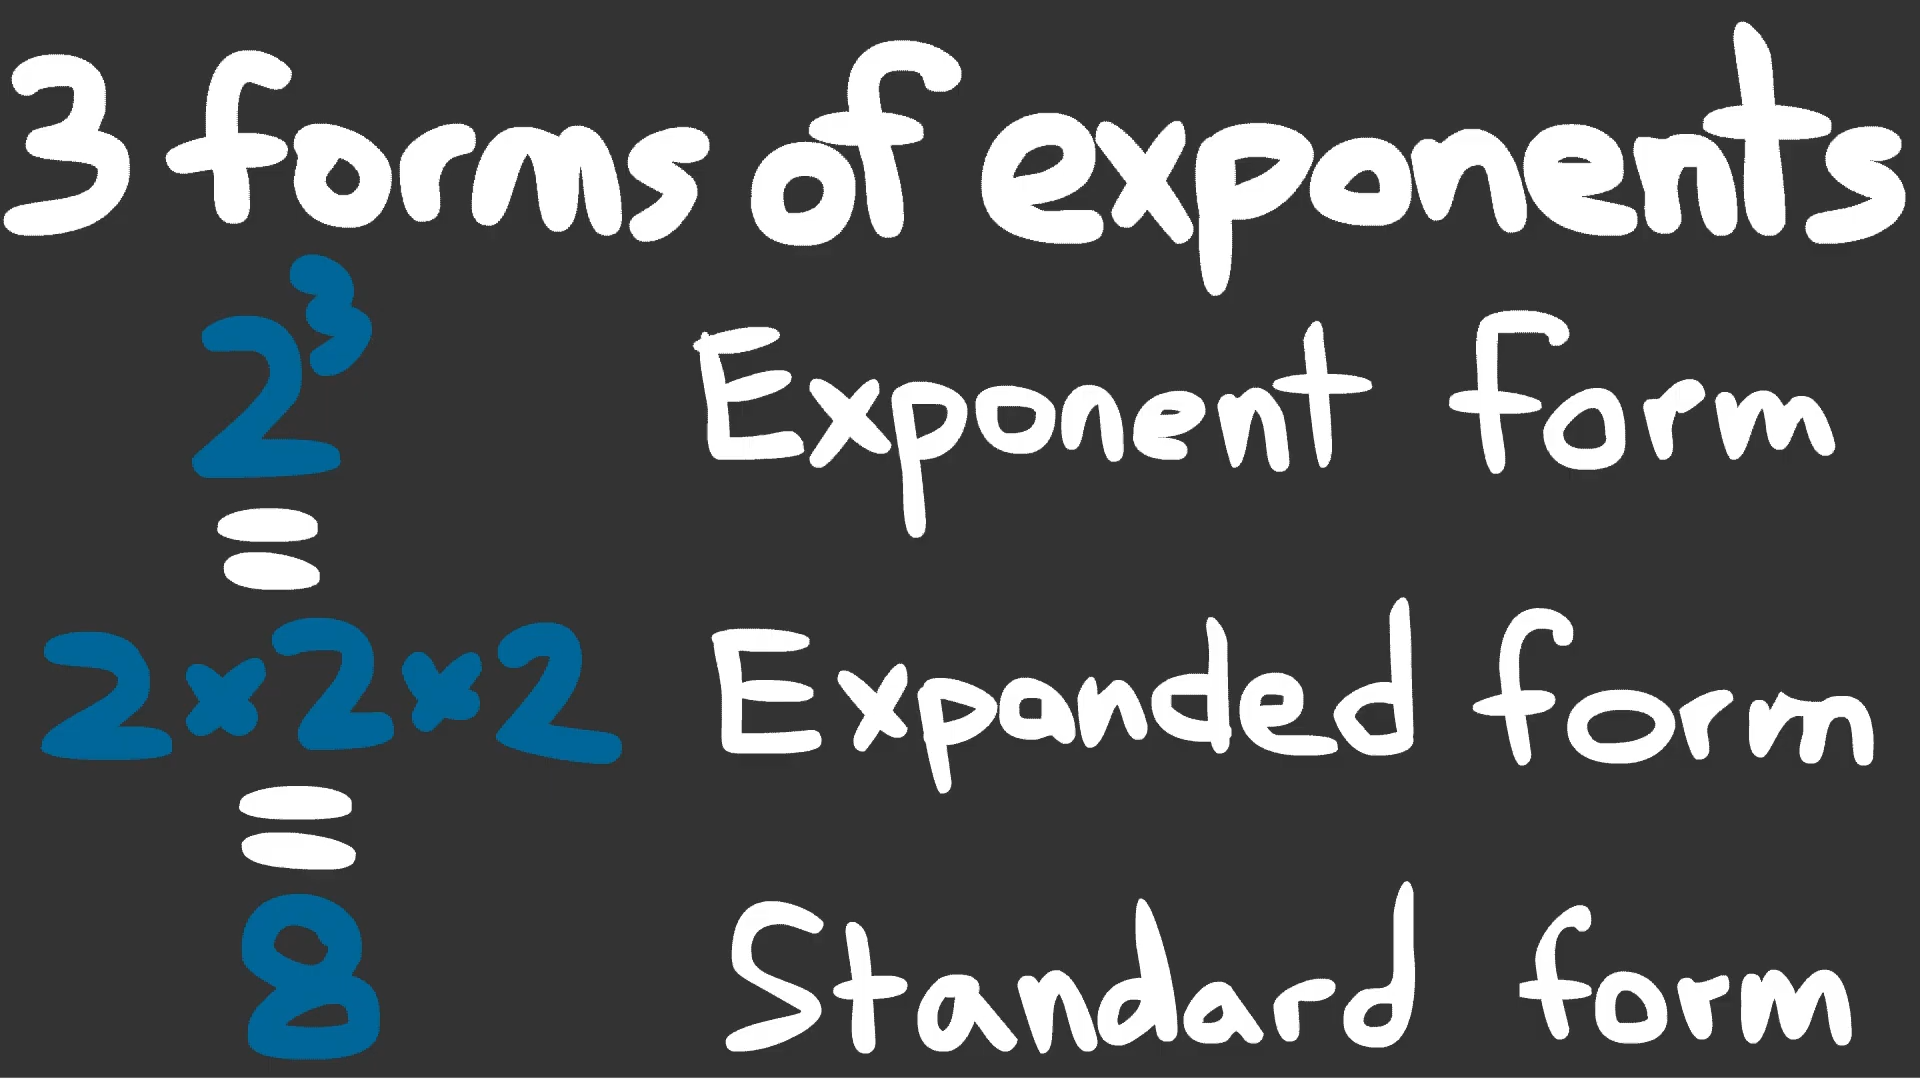 3 forms of exponents
2³ Exponent form
=
2×2×2 Expanded form
=
8 Standard form